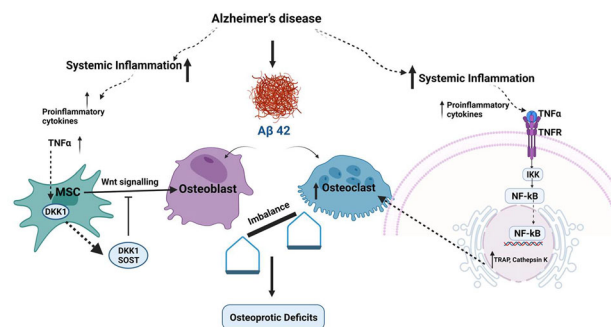 Alzheimer's disease
Systemic Inflammation
Proinflammatory
cytokines
TNFα
MSC
DKK1
Wnt signalling
DKK1
SOST
Aβ 42
Osteoblast
Osteoclast
Imbalance
Osteoprotic Deficits
Systemic Inflammation
Proinflammatory
cytokines
TNFα
TNFR
IKK
NF-kB
NF-kB
TRAP, Cathepsin K